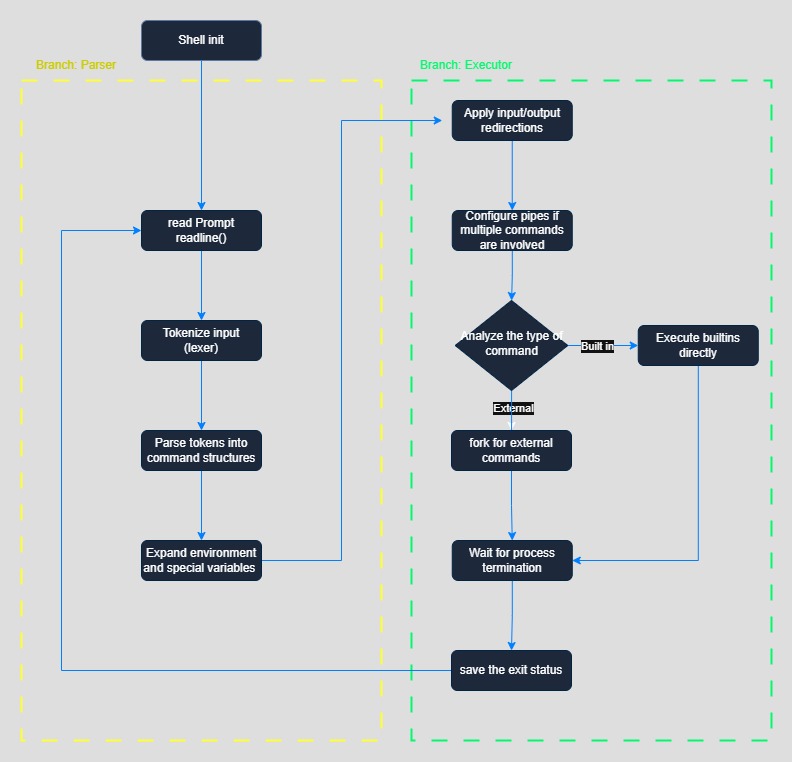 Shell init
Branch: Parser
read Prompt
readline()
Tokenize input
(lexer)
Parse tokens into
command structures
Expand environment
and special variables
Branch: Executor
Apply input/output
redirections
Configure pipes if
multiple commands
are involved
Analyze the type of
command
Built in
Execute builtins
directly
External
fork for external
commands
Wait for process
termination
save the exit status